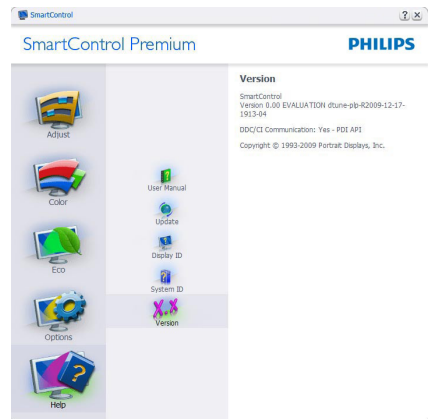 SmartControl
SmartControl Premium
PHILIPS
Adjust
Color
Eco
Options
Help
User Manual
Update
Display ID
System ID
X.X
Version
Version
SmartControl
Version 0.00 EVALUATION dtune-plp-R2009-12-17-
1913-04
DDC/CI Communication: Yes - PDI API
Copyright © 1993-2009 Portrait Displays, Inc.